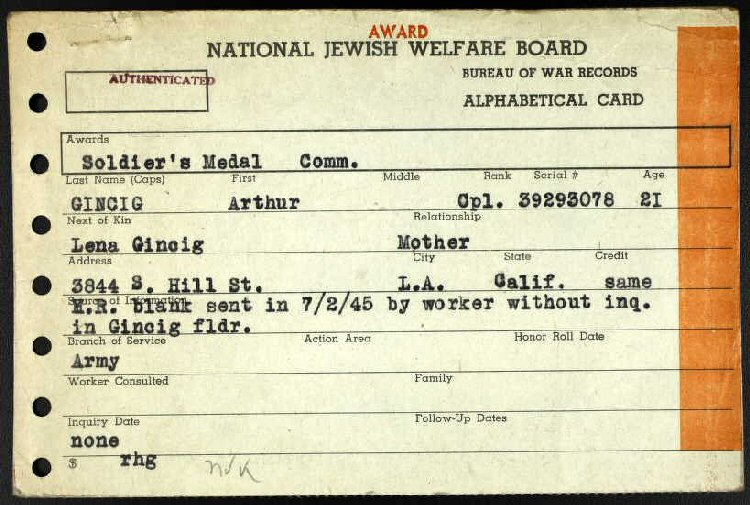 AWARD
NATIONAL JEWISH WELFARE BOARD
AUTHENTICATED
BUREAU OF WAR RECORDS
ALPHABETICAL CARD
Awards
Soldier's Medal Comm.
Last Name (Caps) First Middle Rank Serial # Age
GINCIG Arthur Cpl. 39293078 21
Next of Kin Relationship
Lena Gincig Mother
Address City State Credit
3844 S. Hill St. L.A. Calif. same
Source of Information
M.R. blank sent in 7/2/45 by worker without inq.
in Gincig fldr.
Branch of Service Action Area Honor Roll Date
Army
Worker Consulted Family
Inquiry Date Follow-Up Dates
none
rhg